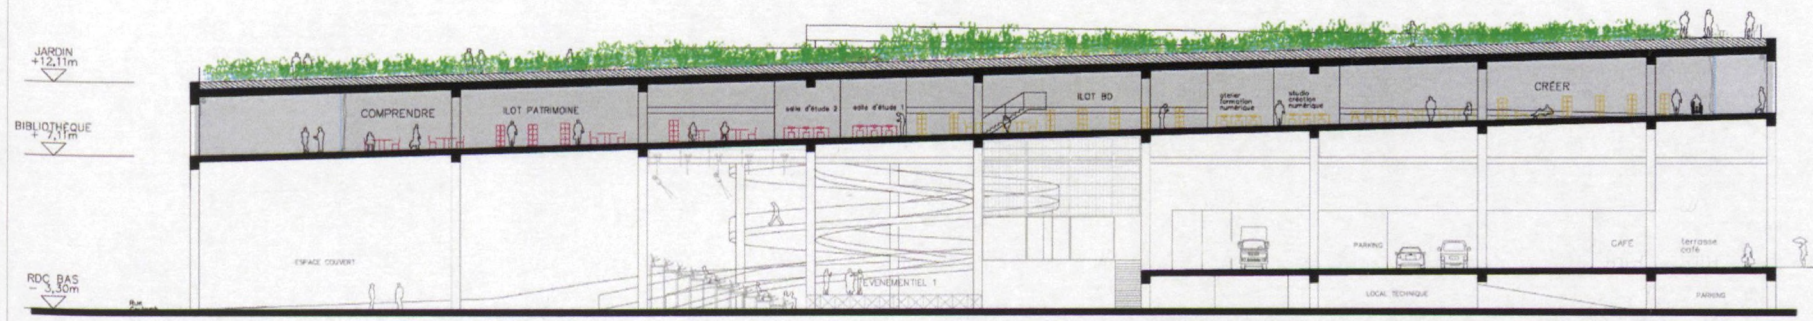 JARDIN
+12,11m
BIBLIOTHÈQUE
+ 7,11m
RDC BAS
- 3,30m
COMPRENDRE
ILOT PATRIMOINE
salle d'étude 2
salle d'étude 1
ILOT BD
atelier
formation
numérique
studio
création
numérique
CRÉER
ESPACE COUVERT
EVENEMENTIEL 1
PARKING
CAFE
terrasse
café
LOCAL TECHNIQUE
PARKING
Rue